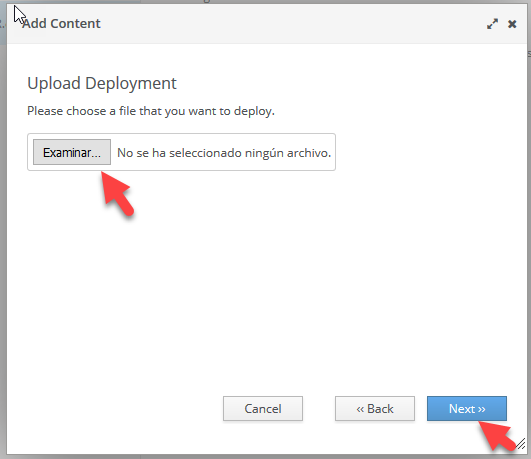 Add Content
Upload Deployment
Please choose a file that you want to deploy.
Examinar... No se ha seleccionado ningún archivo.
Cancel ‹‹ Back Next ››